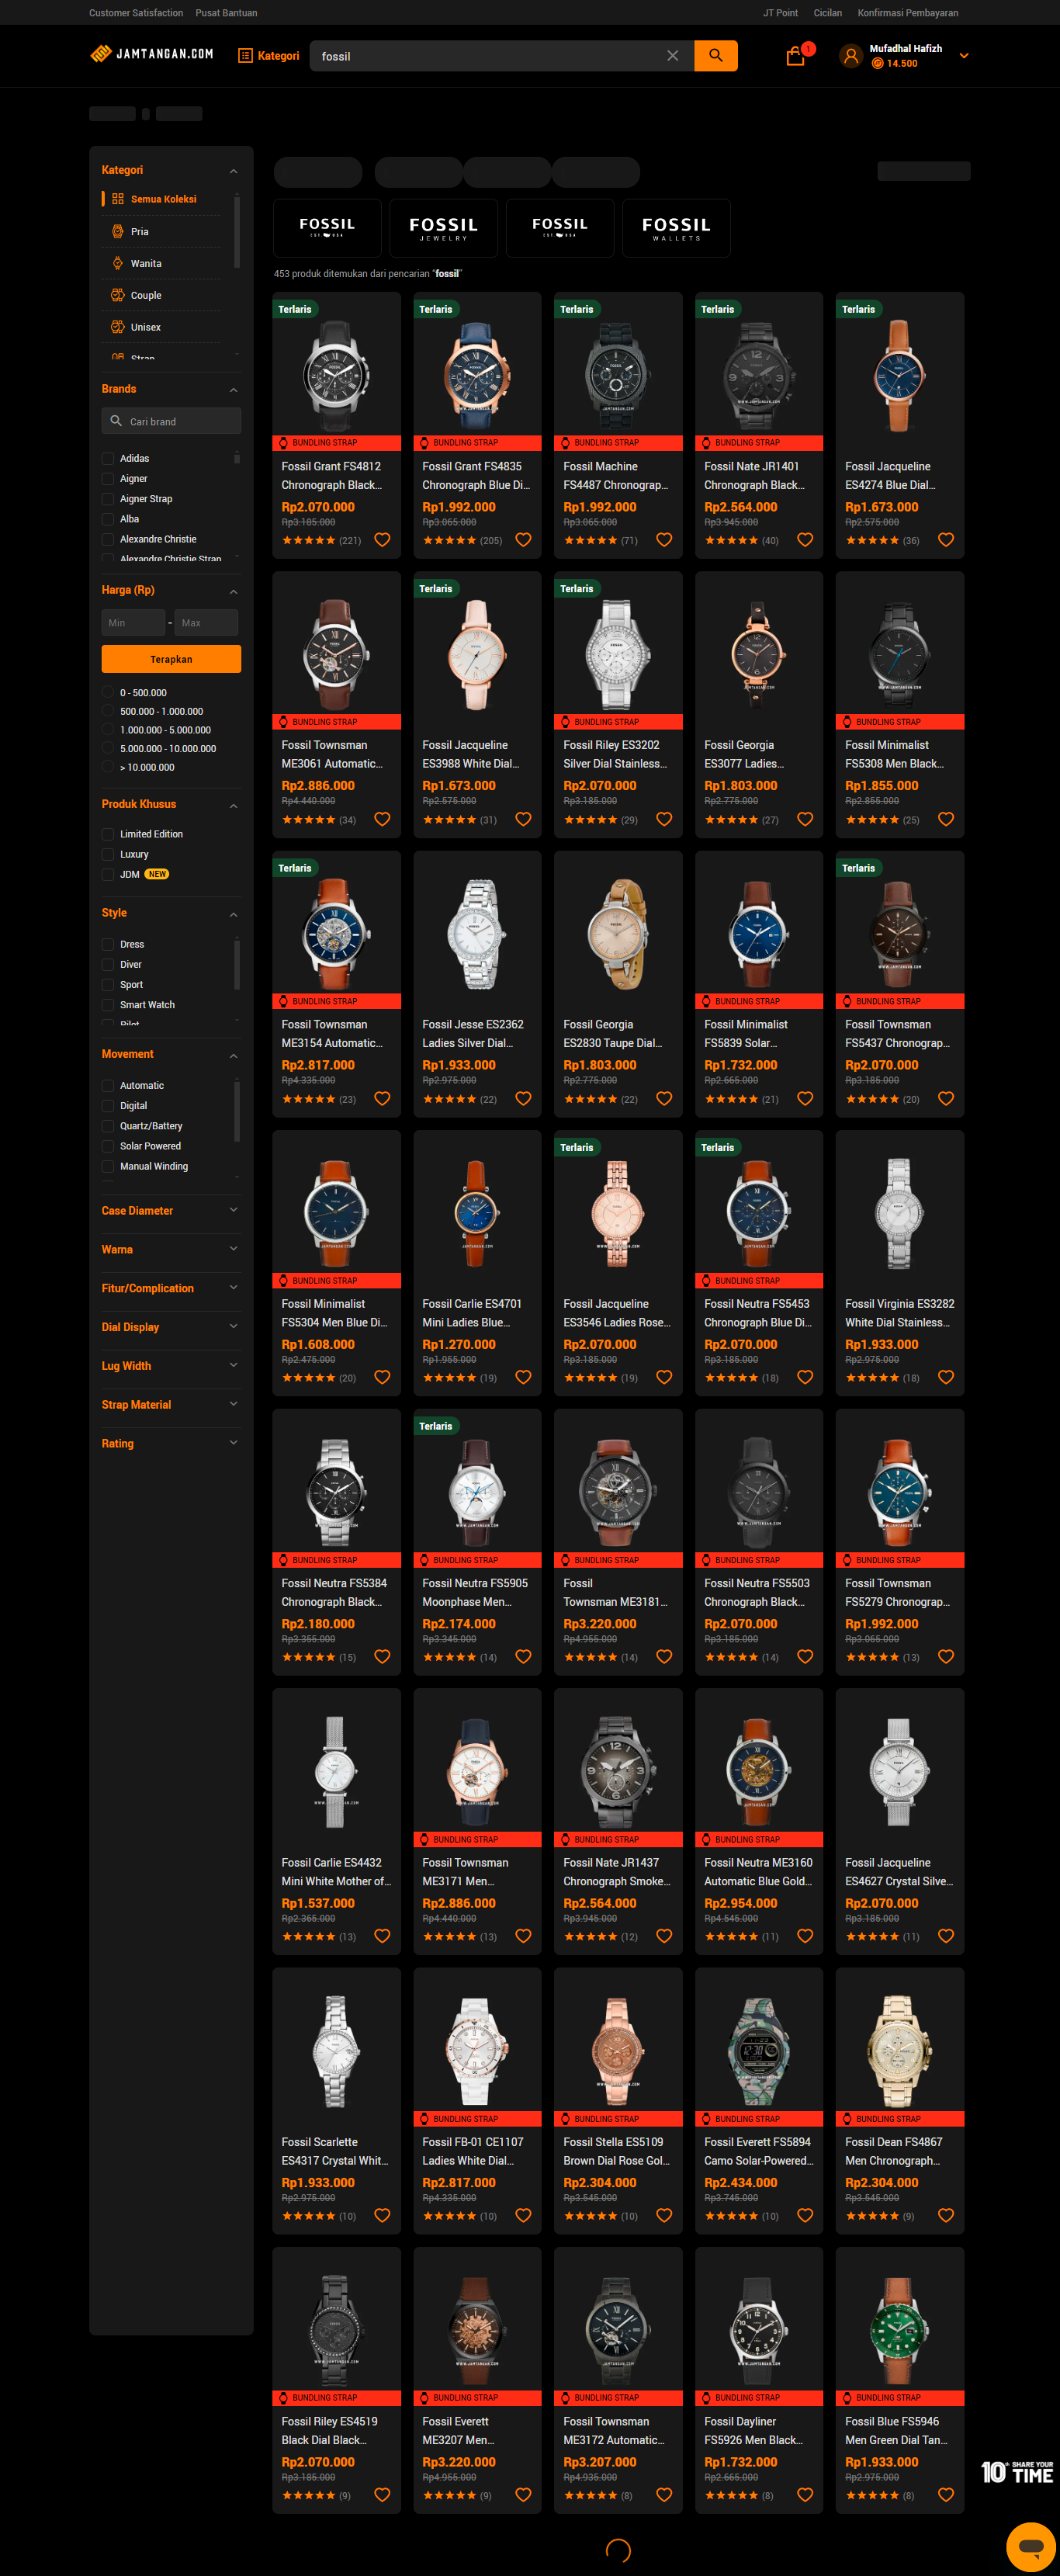 Customer Satisfaction
Pusat Bantuan
JT Point
Cicilan
Konfirmasi Pembayaran
JAMTANGAN.COM
Kategori
fossil
1
Mufadhal Hafizh
14.500
Kategori
Semua Koleksi
Pria
Wanita
Couple
Unisex
Strap
Brands
Cari brand
Adidas
Aigner
Aigner Strap
Alba
Alexandre Christie
Alexandre Christie Strap
Harga (Rp)
Min - Max
Terapkan
0 - 500.000
500.000 - 1.000.000
1.000.000 - 5.000.000
5.000.000 - 10.000.000
> 10.000.000
Produk Khusus
Limited Edition
Luxury
JDM NEW
Style
Dress
Diver
Sport
Smart Watch
Pilot
Movement
Automatic
Digital
Quartz/Battery
Solar Powered
Manual Winding
Case Diameter
Warna
Fitur/Complication
Dial Display
Lug Width
Strap Material
Rating
FOSSIL
FOSSIL
JEWELRY
FOSSIL
FOSSIL
WALLETS
453 produk ditemukan dari pencarian "fossil"
Terlaris
BUNDLING STRAP
Fossil Grant FS4812
Chronograph Black...
Rp2.070.000
Rp3.185.000
(221)
Terlaris
BUNDLING STRAP
Fossil Grant FS4835
Chronograph Blue Di...
Rp1.992.000
Rp3.065.000
(205)
Terlaris
BUNDLING STRAP
Fossil Machine
FS4487 Chronograp...
Rp1.992.000
Rp3.065.000
(71)
Terlaris
BUNDLING STRAP
Fossil Nate JR1401
Chronograph Black...
Rp2.564.000
Rp3.945.000
(40)
Terlaris
Fossil Jacqueline
ES4274 Blue Dial...
Rp1.673.000
Rp2.575.000
(36)
BUNDLING STRAP
Fossil Townsman
ME3061 Automatic...
Rp2.886.000
Rp4.440.000
(34)
Terlaris
Fossil Jacqueline
ES3988 White Dial...
Rp1.673.000
Rp2.575.000
(31)
Terlaris
BUNDLING STRAP
Fossil Riley ES3202
Silver Dial Stainless...
Rp2.070.000
Rp3.185.000
(29)
Fossil Georgia
ES3077 Ladies...
Rp1.803.000
Rp2.775.000
(27)
BUNDLING STRAP
Fossil Minimalist
FS5308 Men Black...
Rp1.855.000
Rp2.855.000
(25)
Terlaris
BUNDLING STRAP
Fossil Townsman
ME3154 Automatic...
Rp2.817.000
Rp4.335.000
(23)
Fossil Jesse ES2362
Ladies Silver Dial...
Rp1.933.000
Rp2.975.000
(22)
Fossil Georgia
ES2830 Taupe Dial...
Rp1.803.000
Rp2.775.000
(22)
BUNDLING STRAP
Fossil Minimalist
FS5839 Solar...
Rp1.732.000
Rp2.665.000
(21)
Terlaris
BUNDLING STRAP
Fossil Townsman
FS5437 Chronograp...
Rp2.070.000
Rp3.185.000
(20)
BUNDLING STRAP
Fossil Minimalist
FS5304 Men Blue Di...
Rp1.608.000
Rp2.475.000
(20)
Fossil Carlie ES4701
Mini Ladies Blue...
Rp1.270.000
Rp1.955.000
(19)
Terlaris
Fossil Jacqueline
ES3546 Ladies Rose...
Rp2.070.000
Rp3.185.000
(19)
Terlaris
BUNDLING STRAP
Fossil Neutra FS5453
Chronograph Blue Di...
Rp2.070.000
Rp3.185.000
(18)
Fossil Virginia ES3282
White Dial Stainless...
Rp1.933.000
Rp2.975.000
(18)
BUNDLING STRAP
Fossil Neutra FS5384
Chronograph Black...
Rp2.180.000
Rp3.355.000
(15)
Terlaris
BUNDLING STRAP
Fossil Neutra FS5905
Moonphase Men...
Rp2.174.000
Rp3.345.000
(14)
BUNDLING STRAP
Fossil
Townsman ME3181...
Rp3.220.000
Rp4.955.000
(14)
BUNDLING STRAP
Fossil Neutra FS5503
Chronograph Black...
Rp2.070.000
Rp3.185.000
(14)
BUNDLING STRAP
Fossil Townsman
FS5279 Chronograp...
Rp1.992.000
Rp3.065.000
(13)
Fossil Carlie ES4432
Mini White Mother of...
Rp1.537.000
Rp2.365.000
(13)
BUNDLING STRAP
Fossil Townsman
ME3171 Men...
Rp2.886.000
Rp4.440.000
(13)
BUNDLING STRAP
Fossil Nate JR1437
Chronograph Smoke...
Rp2.564.000
Rp3.945.000
(12)
BUNDLING STRAP
Fossil Neutra ME3160
Automatic Blue Gold...
Rp2.954.000
Rp4.545.000
(11)
Fossil Jacqueline
ES4627 Crystal Silve...
Rp2.070.000
Rp3.185.000
(11)
Fossil Scarlette
ES4317 Crystal Whit...
Rp1.933.000
Rp2.975.000
(10)
BUNDLING STRAP
Fossil FB-01 CE1107
Ladies White Dial...
Rp2.817.000
Rp4.335.000
(10)
BUNDLING STRAP
Fossil Stella ES5109
Brown Dial Rose Gol...
Rp2.304.000
Rp3.545.000
(10)
BUNDLING STRAP
Fossil Everett FS5894
Camo Solar-Powered...
Rp2.434.000
Rp3.745.000
(10)
BUNDLING STRAP
Fossil Dean FS4867
Men Chronograph...
Rp2.304.000
Rp3.545.000
(9)
BUNDLING STRAP
Fossil Riley ES4519
Black Dial Black...
Rp2.070.000
Rp3.185.000
(9)
BUNDLING STRAP
Fossil Everett
ME3207 Men...
Rp3.220.000
Rp4.955.000
(9)
BUNDLING STRAP
Fossil Townsman
ME3172 Automatic...
Rp3.207.000
Rp4.935.000
(8)
BUNDLING STRAP
Fossil Dayliner
FS5926 Men Black...
Rp1.732.000
Rp2.665.000
(8)
BUNDLING STRAP
Fossil Blue FS5946
Men Green Dial Tan...
Rp1.933.000
Rp2.975.000
(8)
10 SHARE YOUR
TIME